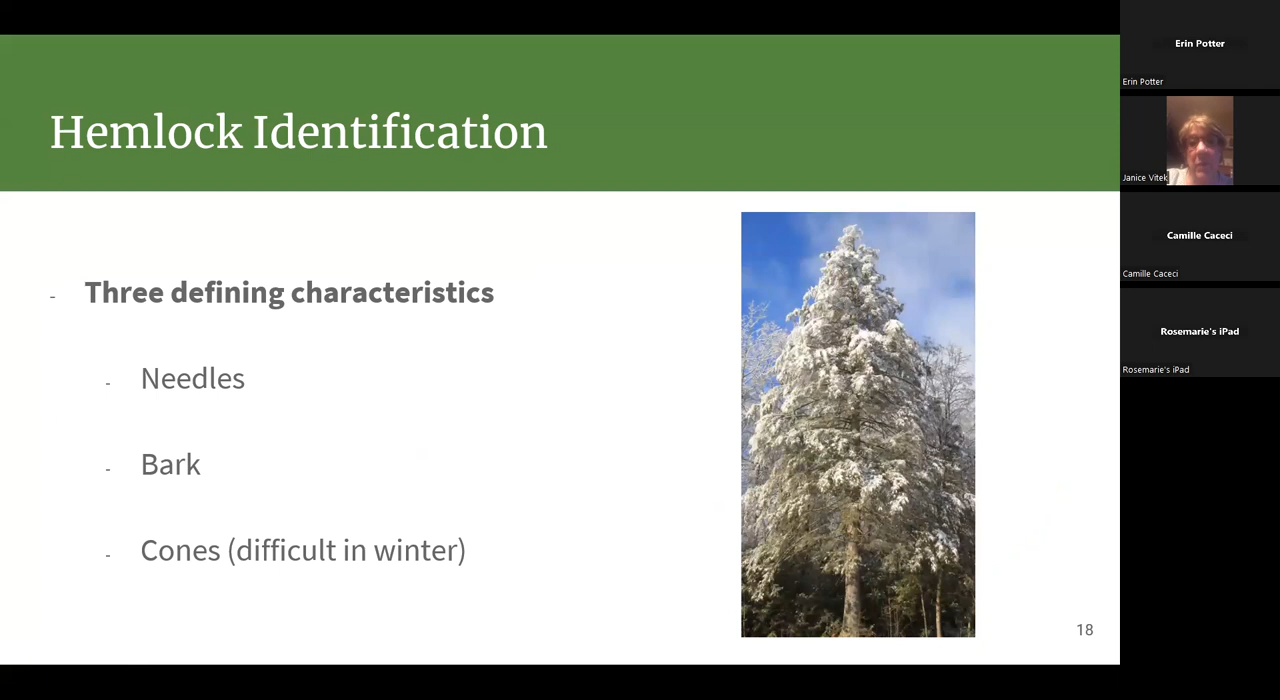 Hemlock Identification
- Three defining characteristics
- Needles
- Bark
- Cones (difficult in winter)
18
Erin Potter
Erin Potter
Janice Vitek
Camille Caceci
Camille Caceci
Rosemarie's iPad
Rosemarie's iPad